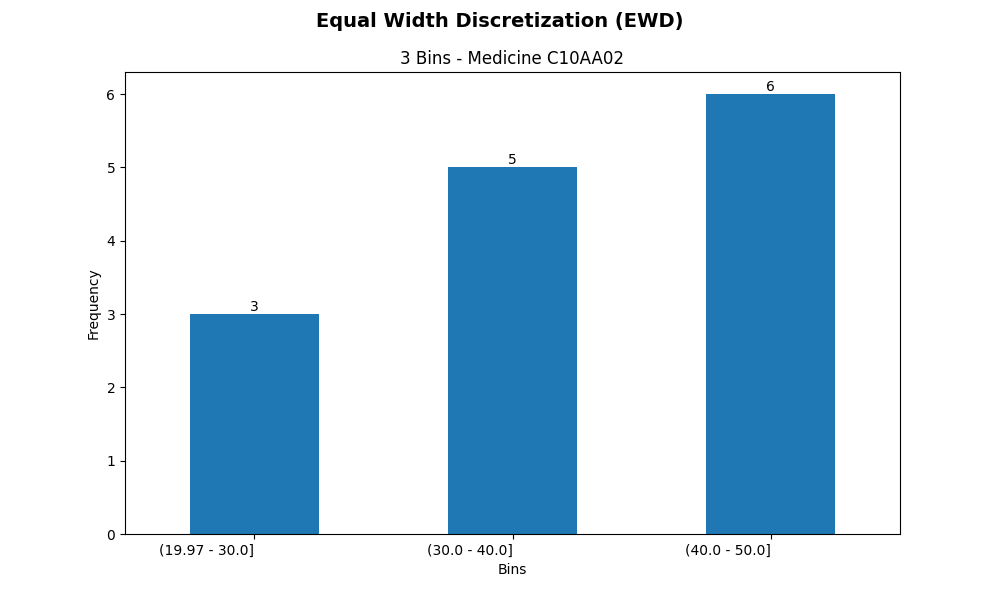 Equal Width Discretization (EWD)
3 Bins - Medicine C10AA02
6
5
4
3
2
1
0
Frequency
3
5
6
(19.97 - 30.0]
(30.0 - 40.0]
(40.0 - 50.0]
Bins